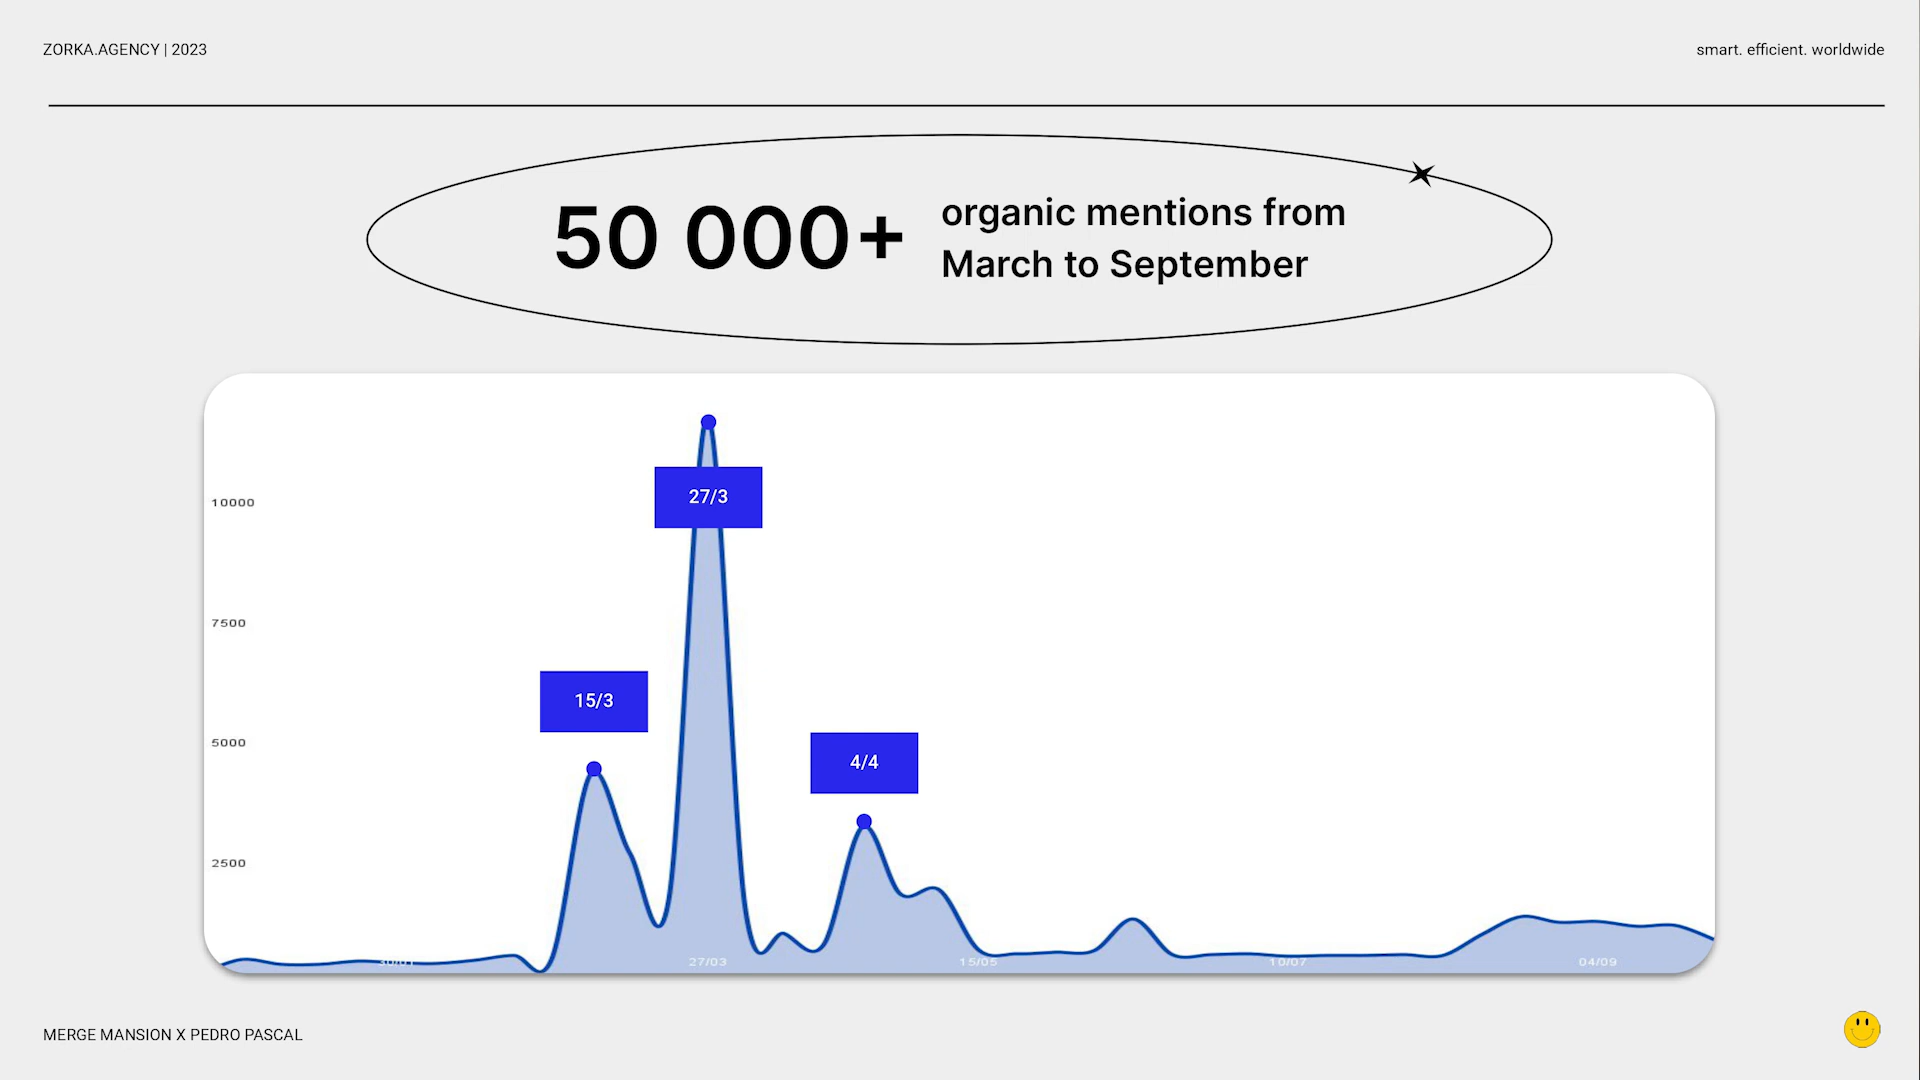 ZORKA.AGENCY | 2023
smart. efficient. worldwide
50 000+
organic mentions from
March to September
10000
7500
5000
2500
27/3
15/3
4/4
27/03
15/05
10/07
04/09
MERGE MANSION X PEDRO PASCAL